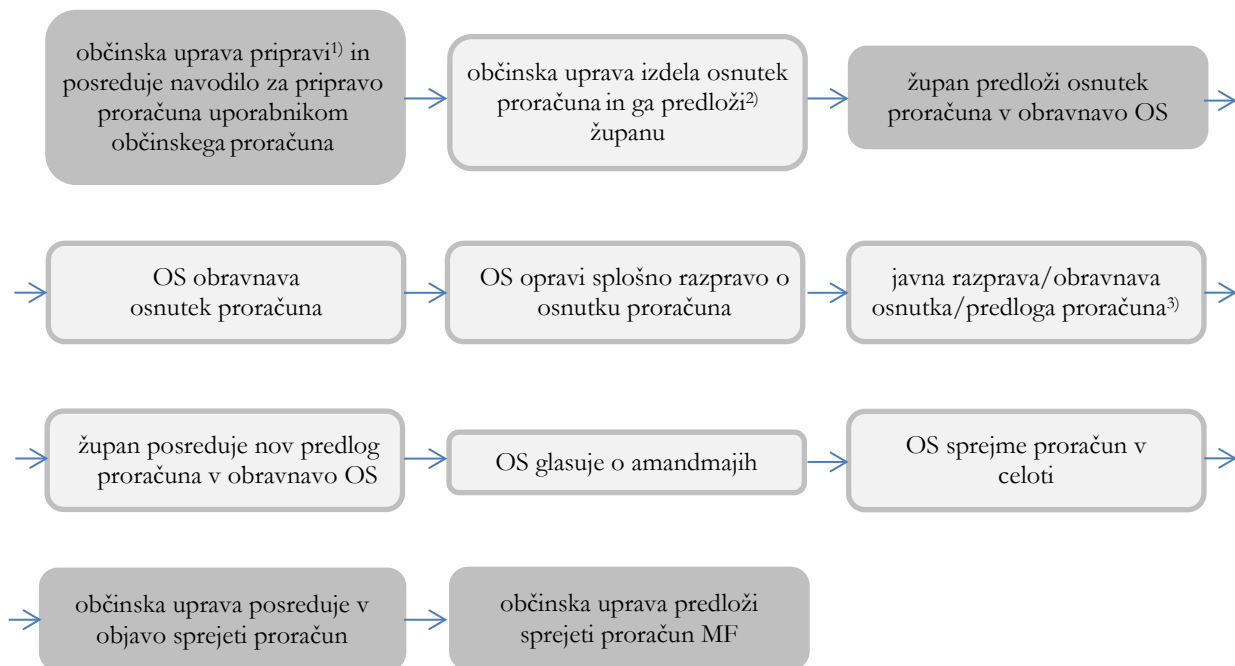 občinska uprava pripravi¹⁾ in
posreduje navodilo za pripravo
proračuna uporabnikom
občinskega proračuna
občinska uprava izdela osnutek
proračuna in ga predloži²⁾
županu
župan predloži osnutek
proračuna v obravnavo OS
OS obravnava
osnutek proračuna
OS opravi splošno razpravo o
osnutku proračuna
javna razprava/obravnava
osnutka/predloga proračuna³⁾
župan posreduje nov predlog
proračuna v obravnavo OS
OS glasuje o amandmajih
OS sprejme proračun v
celoti
občinska uprava posreduje v
objavo sprejeti proračun
občinska uprava predloži
sprejeti proračun MF